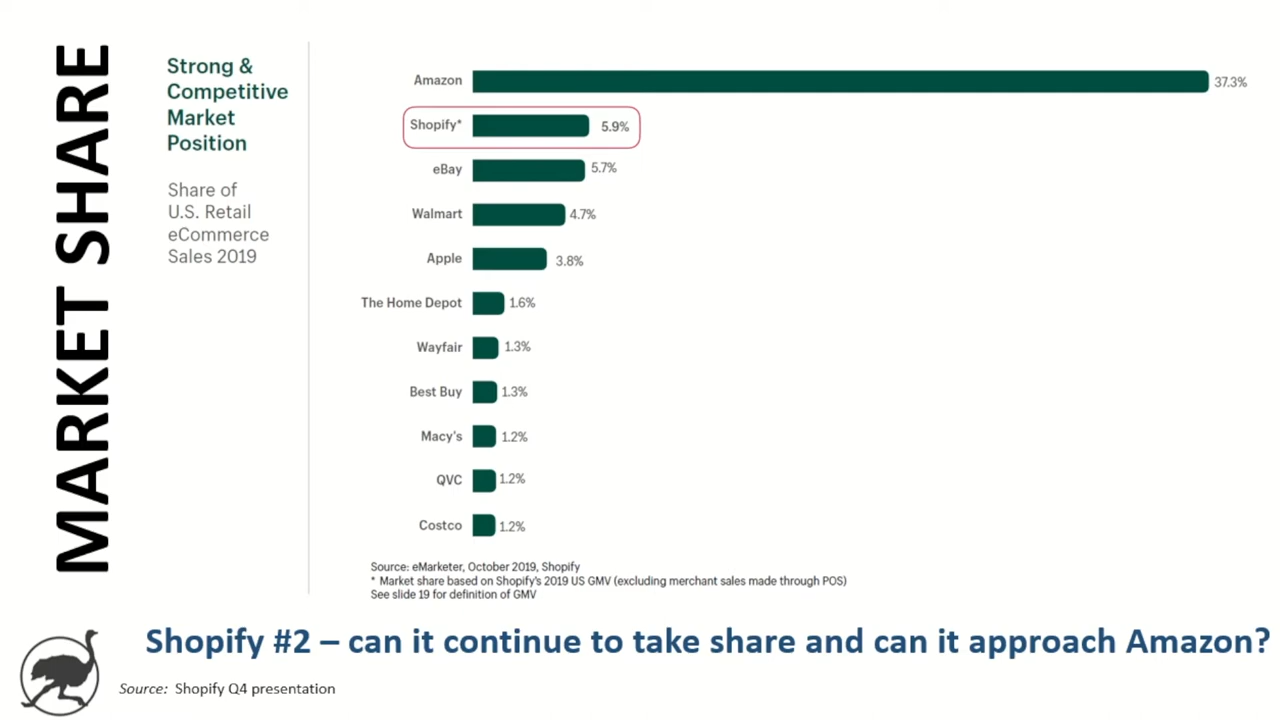 MARKET SHARE
Strong &
Competitive
Market
Position
Share of
U.S. Retail
eCommerce
Sales 2019
Amazon 37.3%
Shopify* 5.9%
eBay 5.7%
Walmart 4.7%
Apple 3.8%
The Home Depot 1.6%
Wayfair 1.3%
Best Buy 1.3%
Macy's 1.2%
QVC 1.2%
Costco 1.2%
Source: eMarketer, October 2019, Shopify
* Market share based on Shopify's 2019 US GMV (excluding merchant sales made through POS)
See slide 19 for definition of GMV
Shopify #2 – can it continue to take share and can it approach Amazon?
Source: Shopify Q4 presentation